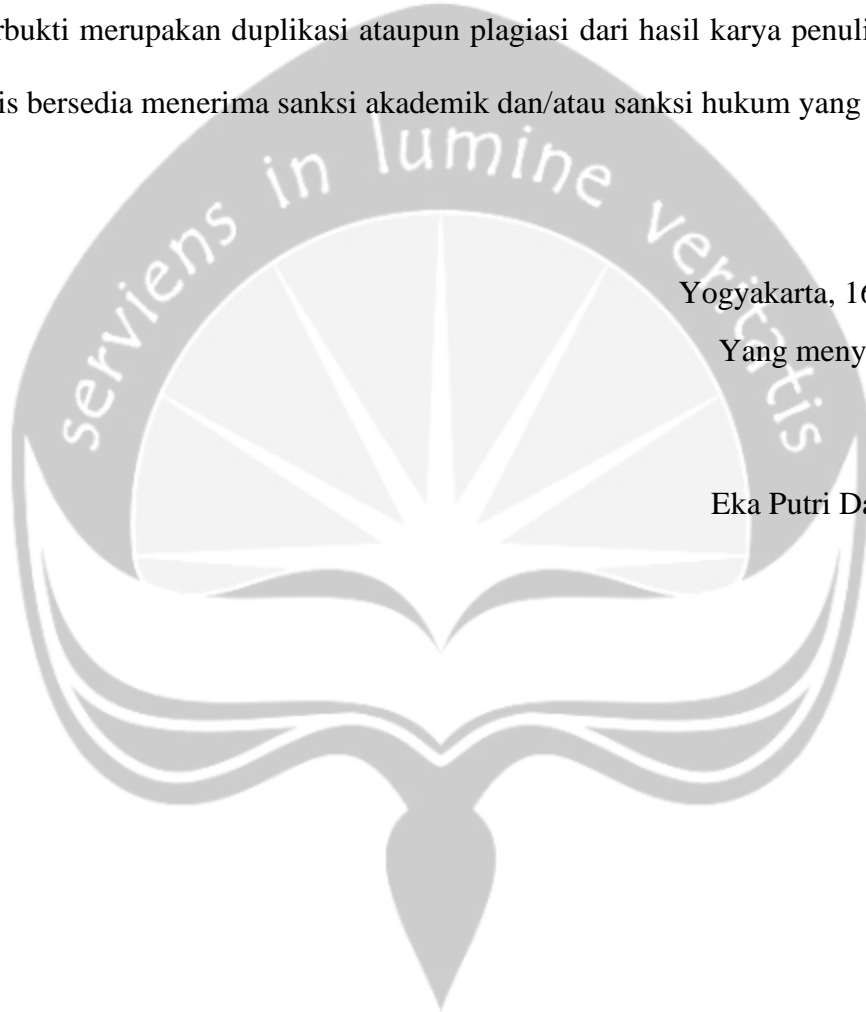 rbukti merupakan duplikasi ataupun plagiasi dari hasil karya penuli
is bersedia menerima sanksi akademik dan/atau sanksi hukum yang
serviens in lumine veritatis
Yogyakarta, 16
Yang meny
Eka Putri Da